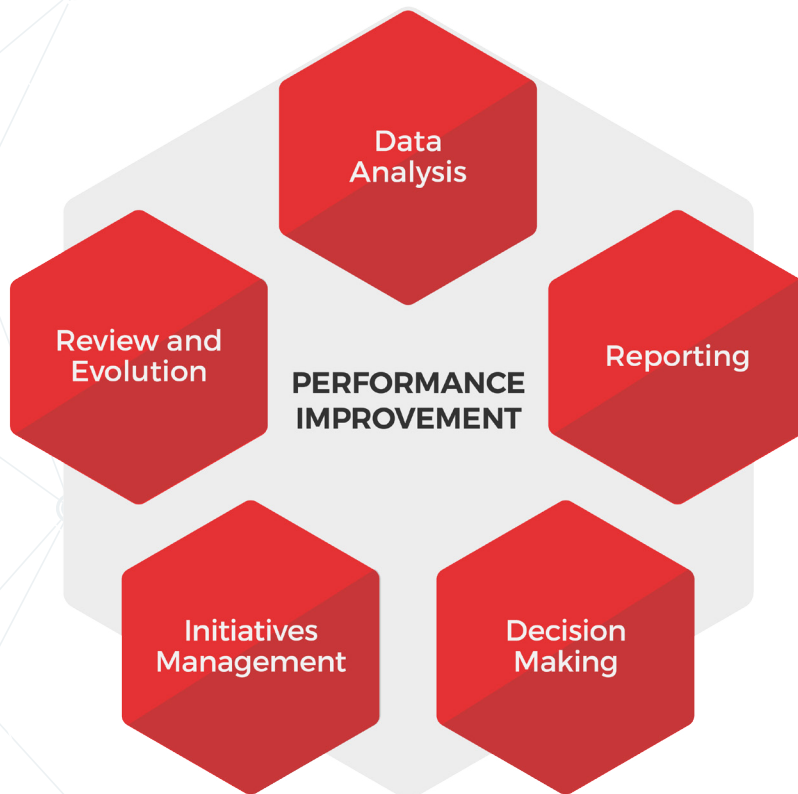 Data
Analysis
Reporting
Decision
Making
Initiatives
Management
Review and
Evolution
PERFORMANCE
IMPROVEMENT